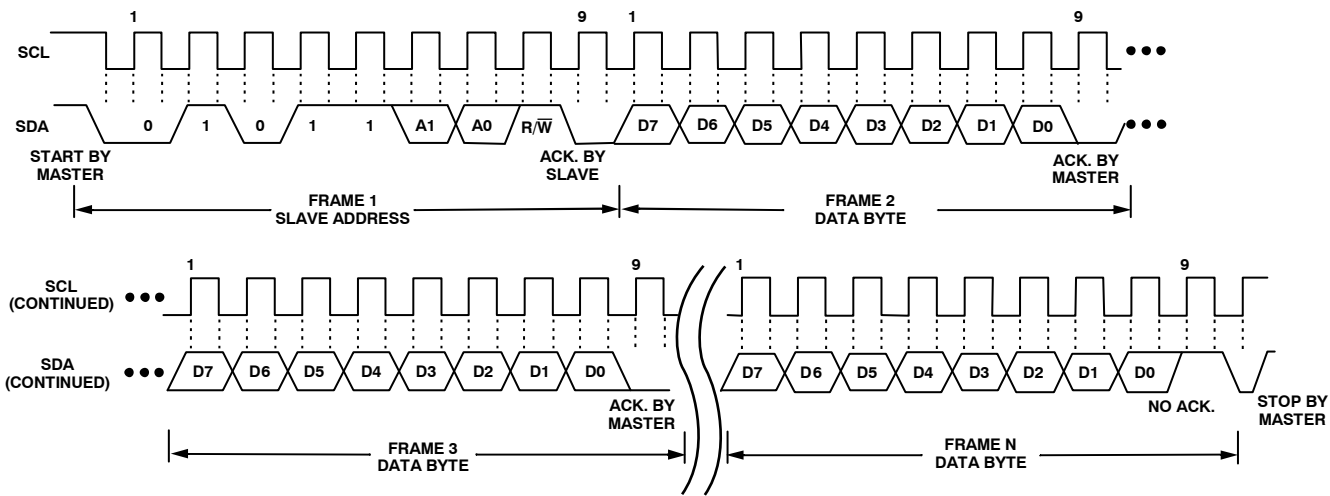 1 9 1 9
SCL
SDA 0 1 0 1 1 A1 A0 R/W̅ D7 D6 D5 D4 D3 D2 D1 D0
START BY
MASTER
ACK. BY
SLAVE
ACK. BY
MASTER
FRAME 1
SLAVE ADDRESS
FRAME 2
DATA BYTE
1 9 1 9
SCL
(CONTINUED)
SDA
(CONTINUED)
D7 D6 D5 D4 D3 D2 D1 D0 D7 D6 D5 D4 D3 D2 D1 D0
ACK. BY
MASTER
NO ACK.
STOP BY
MASTER
FRAME 3
DATA BYTE
FRAME N
DATA BYTE